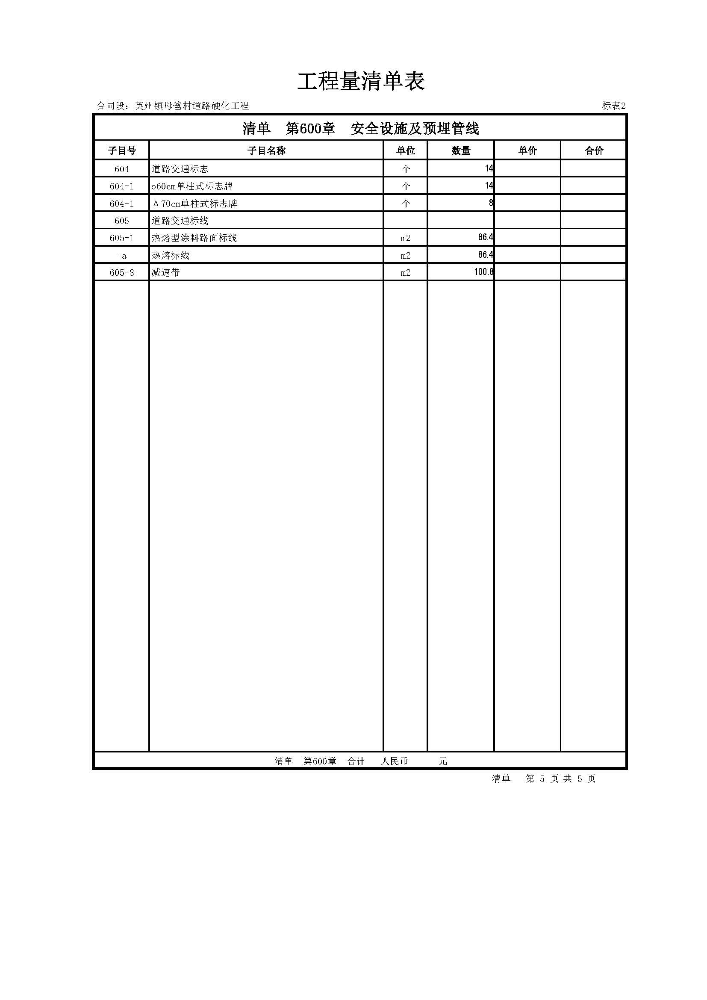 工程量清单表
合同段：英州镇母爸村道路硬化工程 标表2
清单 第600章 安全设施及预埋管线
子目号 子目名称 单位 数量 单价 合价
604 道路交通标志 个 14
604-1 o60cm单柱式标志牌 个 14
604-1 Δ70cm单柱式标志牌 个 8
605 道路交通标线
605-1 热熔型涂料路面标线 m2 86.4
-a 热熔标线 m2 86.4
605-8 减速带 m2 100.8
清单 第600章 合计 人民币 元
清单 第 5 页 共 5 页